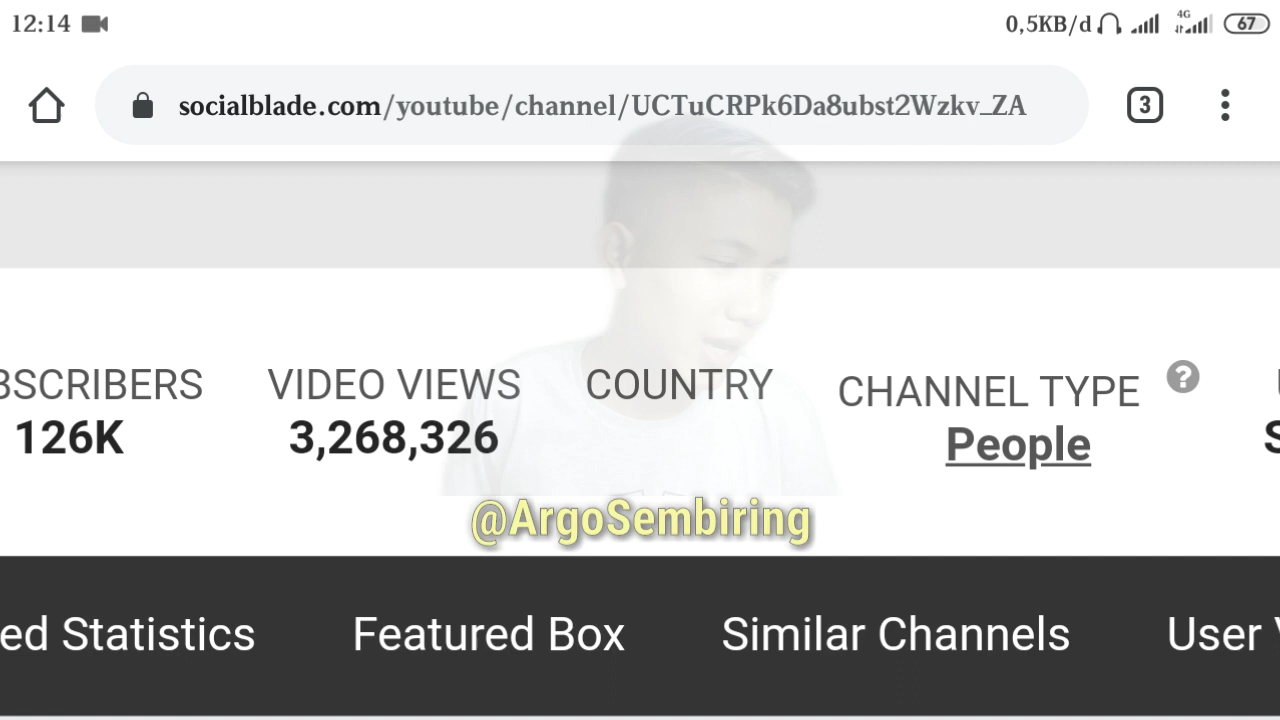 12:14 0,5KB/d 4G 67
socialblade.com/youtube/channel/UCTuCRPk6Da8ubst2Wzkv_ZA 3
BSCRIBERS VIDEO VIEWS COUNTRY CHANNEL TYPE ?
126K 3,268,326 People S
@ArgoSembiring
ed Statistics Featured Box Similar Channels User